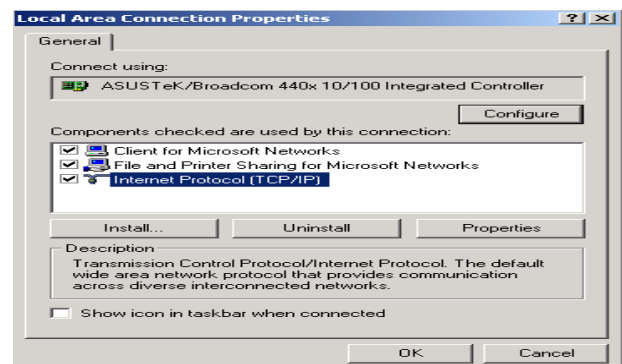 Local Area Connection Properties
General
Connect using:
ASUSTeK/Broadcom 440x 10/100 Integrated Controller
Configure
Components checked are used by this connection:
Client for Microsoft Networks
File and Printer Sharing for Microsoft Networks
Internet Protocol (TCP/IP)
Install... Uninstall Properties
Description
Transmission Control Protocol/Internet Protocol. The default
wide area network protocol that provides communication
across diverse interconnected networks.
Show icon in taskbar when connected
OK Cancel